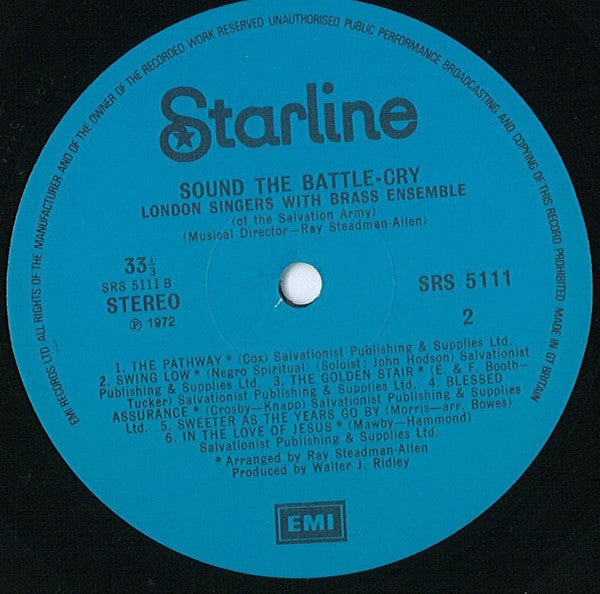 EMI RECORDS LTD. ALL RIGHTS OF THE MANUFACTURER AND OF THE OWNER OF THE RECORDED WORK RESERVED UNAUTHORISED PUBLIC PERFORMANCE BROADCASTING AND COPYING OF THIS RECORD PROHIBITED MADE IN GT BRITAIN
Starline
SOUND THE BATTLE-CRY
LONDON SINGERS WITH BRASS ENSEMBLE
(of the Salvation Army)
(Musical Director—Ray Steadman-Allen)
33⅓
SRS 5111 B
STEREO
℗ 1972
SRS 5111
2
1. THE PATHWAY * (Cox) Salvationist Publishing & Supplies Ltd.
2. SWING LOW * (Negro Spiritual) (Soloist: John Hodson) Salvationist
Publishing & Supplies Ltd. 3. THE GOLDEN STAIR * (E. & F. Booth-
Tucker) Salvationist Publishing & Supplies Ltd. 4. BLESSED
ASSURANCE * (Crosby—Knapp) Salvationist Publishing & Supplies
Ltd. 5. SWEETER AS THE YEARS GO BY (Morris—arr. Bowes)
6. IN THE LOVE OF JESUS * (Mawby—Hammond)
Salvationist Publishing & Supplies Ltd.
* Arranged by Ray Steadman-Allen
Produced by Walter J. Ridley
EMI